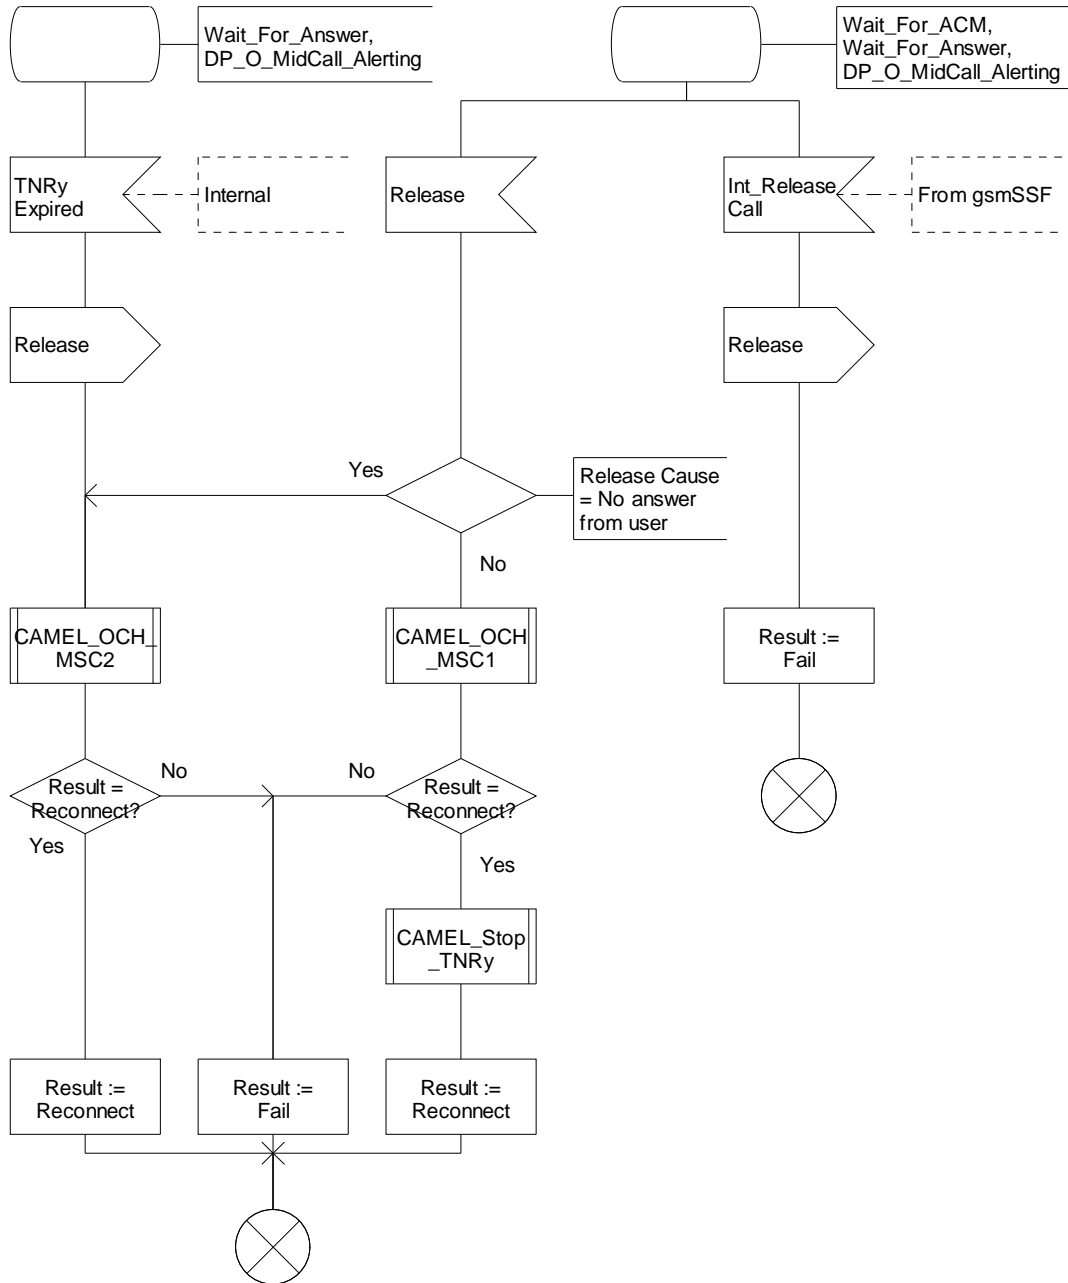 Wait_For_Answer,
DP_O_MidCall_Alerting
Wait_For_ACM,
Wait_For_Answer,
DP_O_MidCall_Alerting
TNRy
Expired
Internal
Release
Int_Release
Call
From gsmSSF
Release
Release
Yes
Release Cause
= No answer
from user
No
CAMEL_OCH_
MSC2
CAMEL_OCH
_MSC1
Result :=
Fail
Result =
Reconnect?
No
No
Result =
Reconnect?
Yes
Yes
CAMEL_Stop
_TNRy
Result :=
Reconnect
Result :=
Fail
Result :=
Reconnect